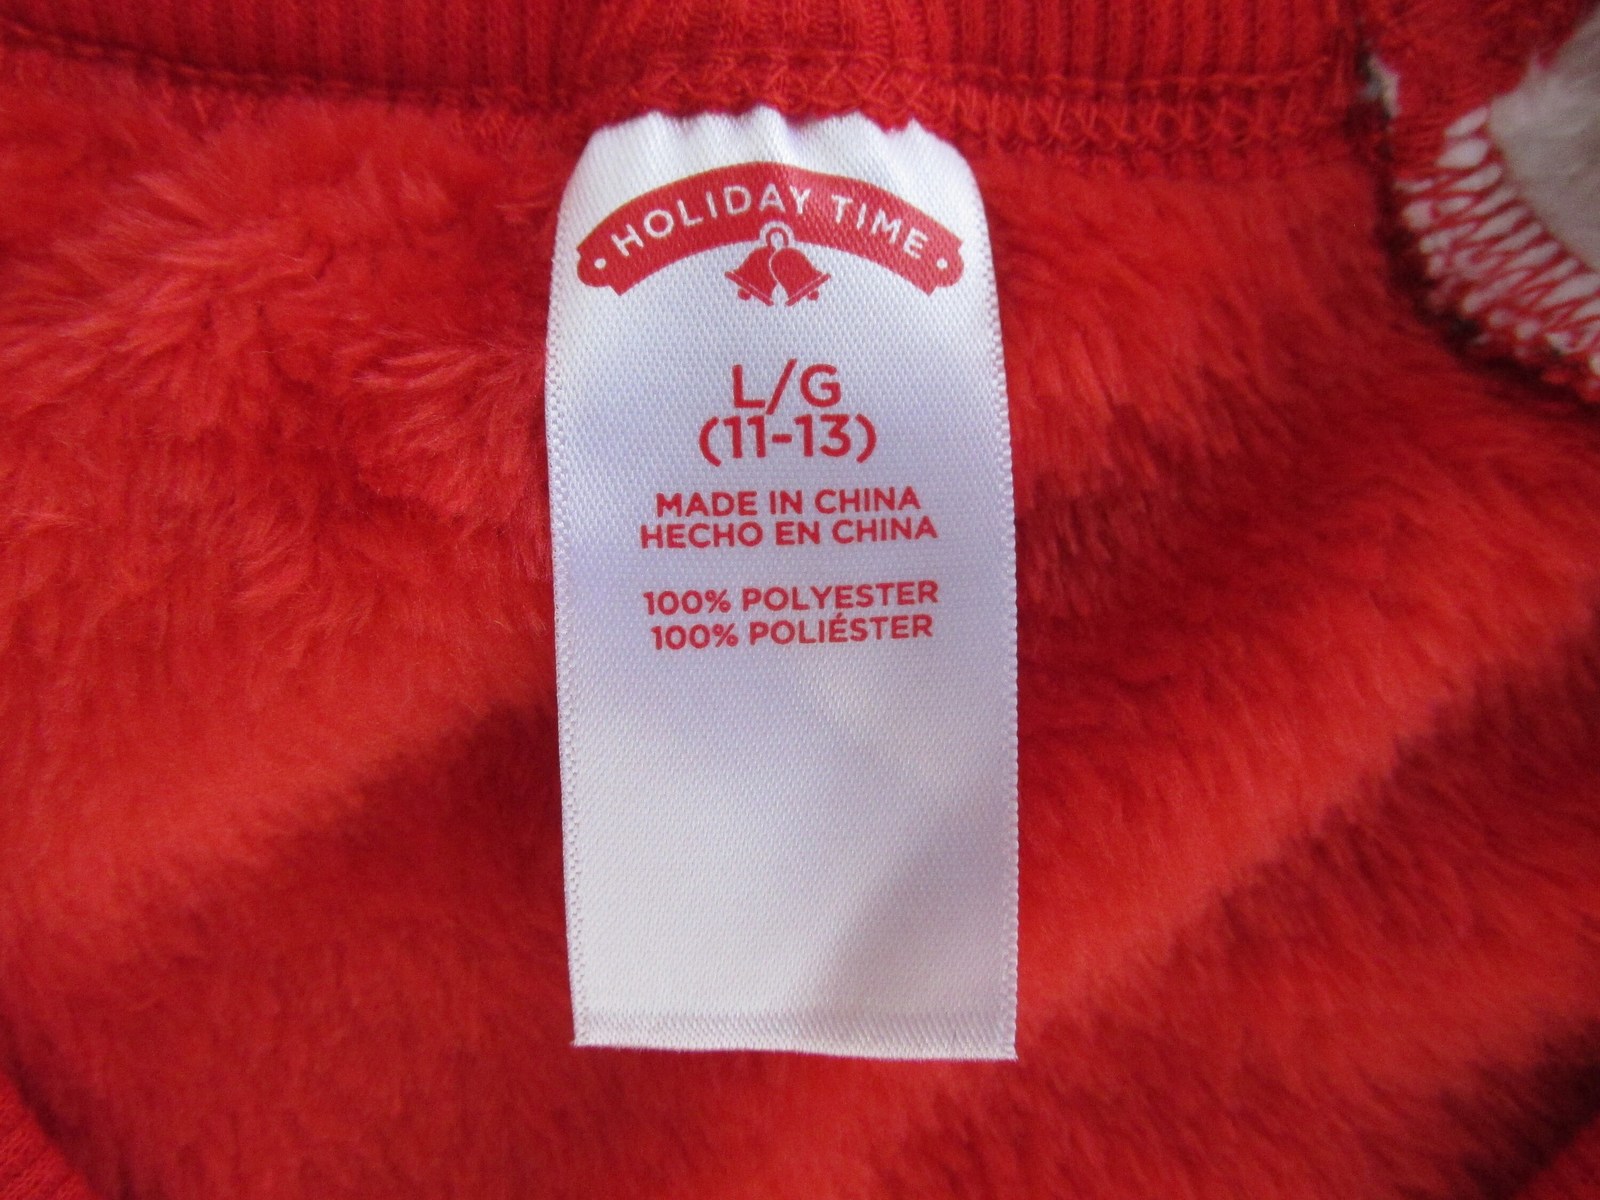 HOLIDAY TIME
L/G
(11-13)
MADE IN CHINA
HECHO EN CHINA
100% POLYESTER
100% POLIÉSTER